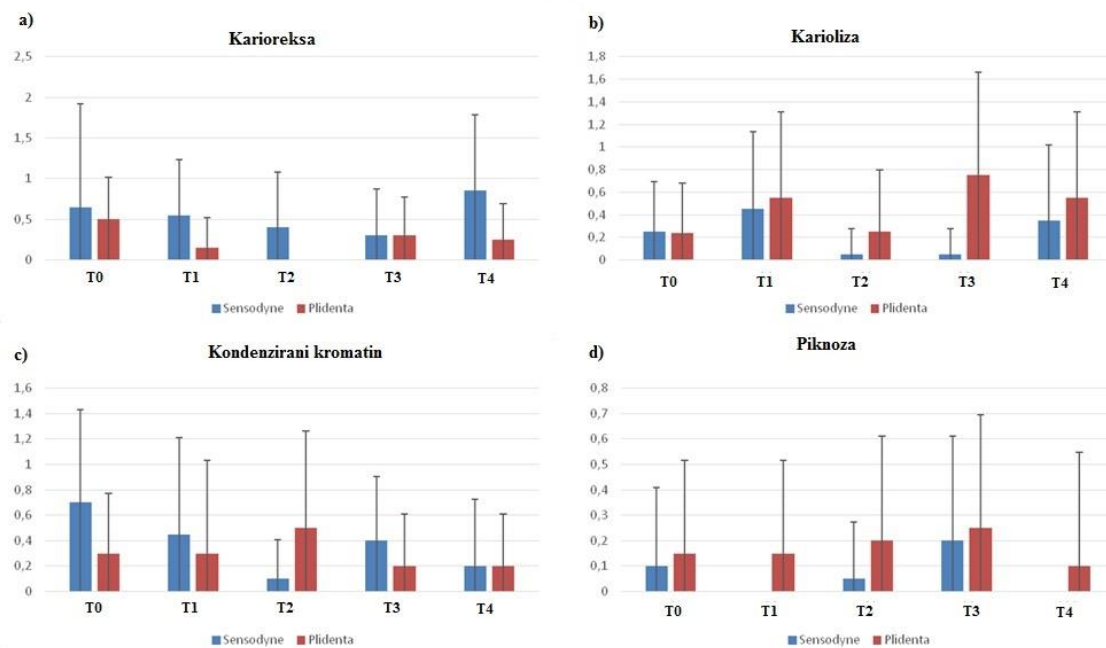 a)
Karioreksa
2,5
2
1,5
1
0,5
0
T0 T1 T2 T3 T4
Sensodyne Plidenta
b)
Karioliza
1,8
1,6
1,4
1,2
1
0,8
0,6
0,4
0,2
0
T0 T1 T2 T3 T4
Sensodyne Plidenta
c)
Kondenzirani kromatin
1,6
1,4
1,2
1
0,8
0,6
0,4
0,2
0
T0 T1 T2 T3 T4
Sensodyne Plidenta
d)
Piknoza
0,8
0,7
0,6
0,5
0,4
0,3
0,2
0,1
0
T0 T1 T2 T3 T4
Sensodyne Plidenta